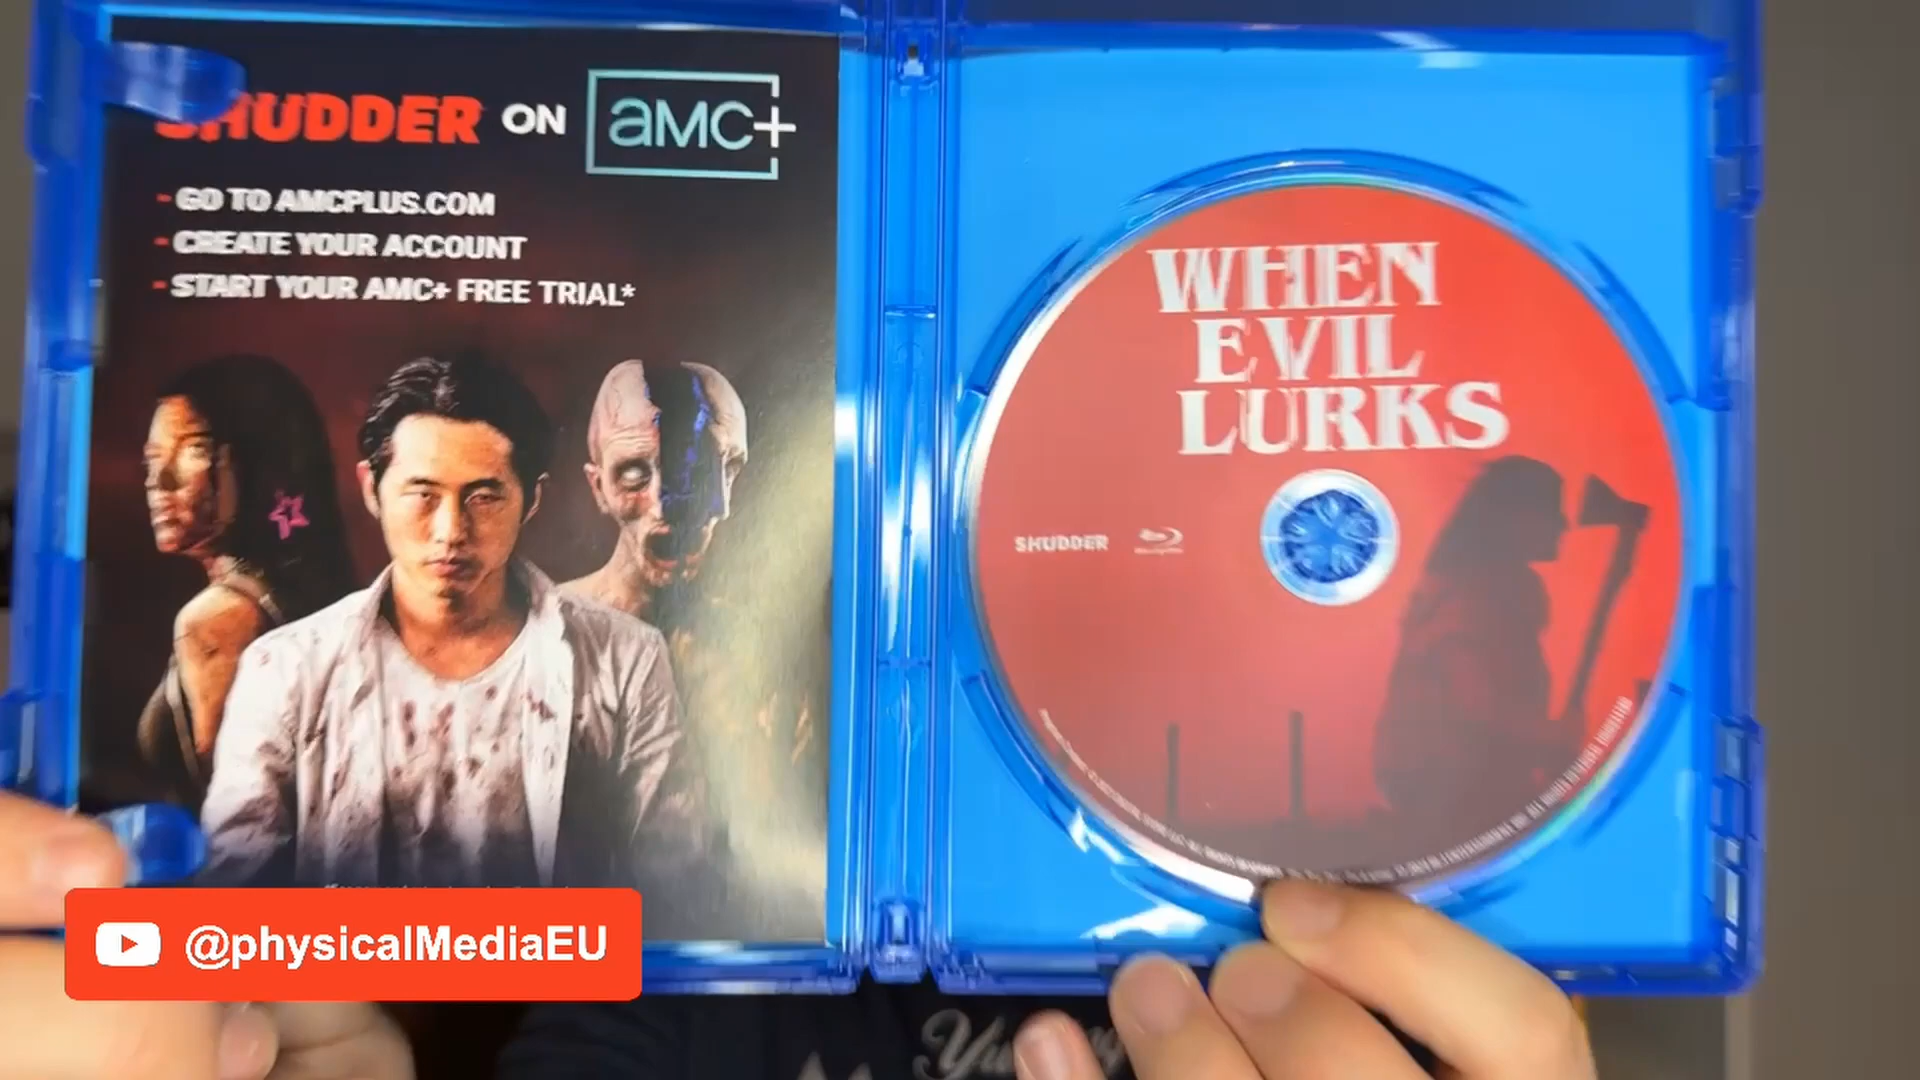 SHUDDER ON aMC+
- GO TO AMCPLUS.COM
- CREATE YOUR ACCOUNT
- START YOUR AMC+ FREE TRIAL*
WHEN
EVIL
LURKS
SHUDDER
@physicalMediaEU